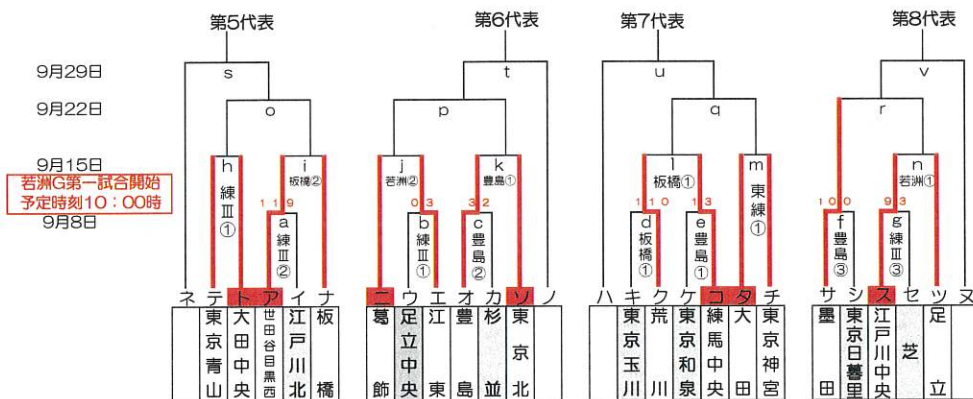 第5代表 第6代表 第7代表 第8代表
9月29日 s t u v
9月22日 o p q r
9月15日 h i j k l m n
練Ⅲ① 板橋② 若洲② 豊島① 板橋① 東練① 若洲①
若洲G第一試合開始
予定時刻10:00時
11 9 0 3 3 2 1 10 1 3 10 0 9 3
9月8日 a b c d e f g
練Ⅲ② 練Ⅲ① 豊島② 板橋① 豊島① 豊島③ 練Ⅲ③
ネ テ ト ア イ ナ ニ ウ エ オ カ ソ ノ ハ キ ク ケ コ タ チ サ シ ス セ ツ ヌ
東京青山 大田中央 世田谷目黒西 江戸川北 板橋 葛飾 足立中央 江東 豊島 杉並 東京北 東京玉川 荒川 東京和泉 練馬中央 大田 東京神宮 墨田 東京日暮里 江戸川中央 芝 足立